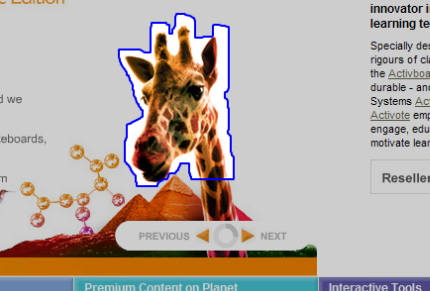 e Edition
d we
teboards,
m
PREVIOUS
NEXT
Premium Content on Planet
Interactive Tools
innovator i
learning te
Specially des
rigours of cla
the Activboa
durable - and
Systems Act
Activote emp
engage, edu
motivate lear
Reseller